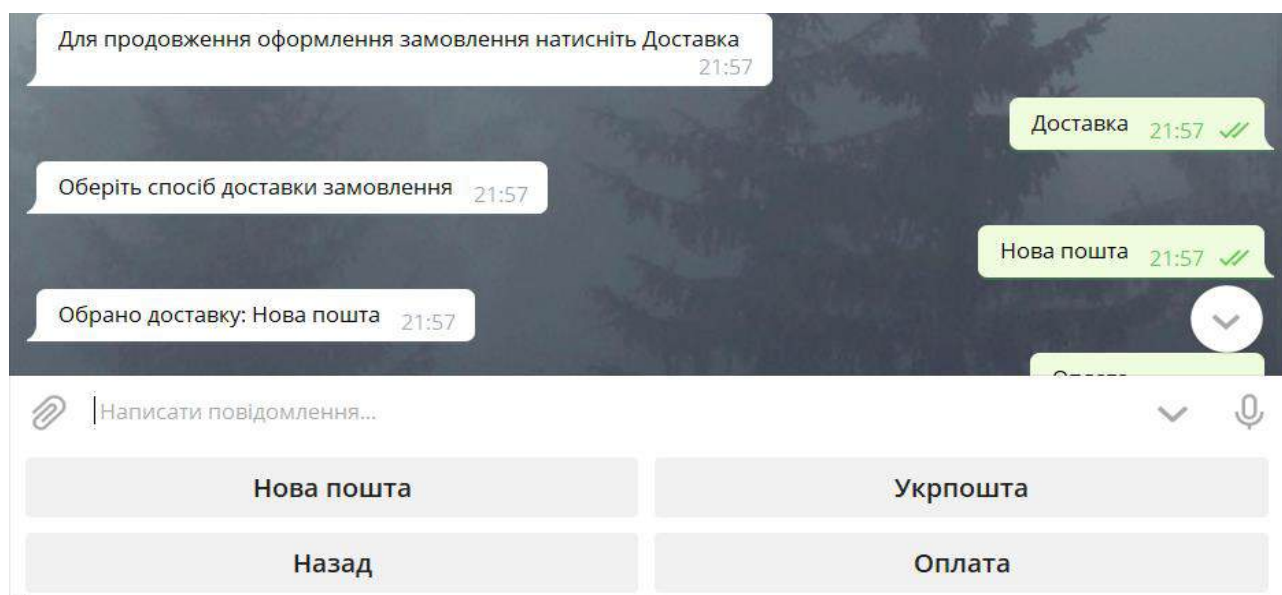 Для продовження оформлення замовлення натисніть Доставка
21:57
Доставка 21:57
Оберіть спосіб доставки замовлення 21:57
Нова пошта 21:57
Обрано доставку: Нова пошта 21:57
Написати повідомлення...
Нова пошта Укрпошта
Назад Оплата